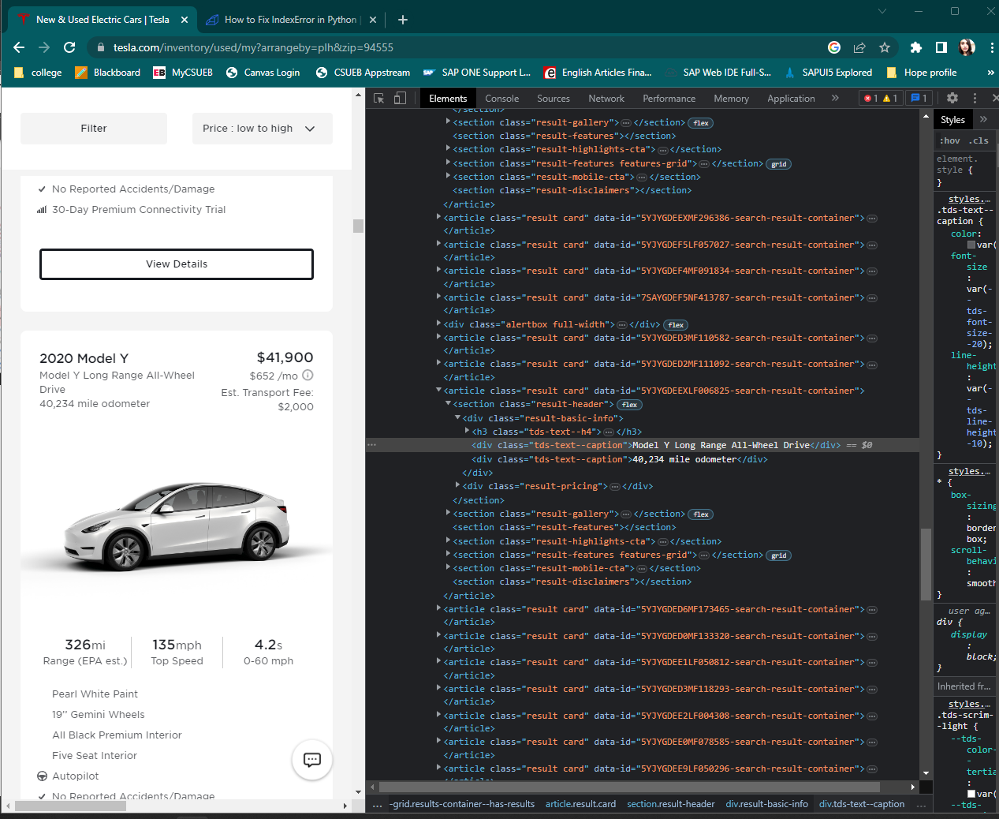 New & Used Electric Cars | Tesla
How to Fix IndexError in Python |
tesla.com/inventory/used/my?arrangeby=plh&zip=94555
college
Blackboard
EB MyCSUEB
Canvas Login
CSUEB Appstream
SAP ONE Support L...
English Articles Fina...
SAP Web IDE Full-S...
SAPUI5 Explored
Hope profile
»
Filter
Price : low to high
No Reported Accidents/Damage
30-Day Premium Connectivity Trial
View Details
2020 Model Y
$41,900
Model Y Long Range All-Wheel
Drive
$652 /mo
40,234 mile odometer
Est. Transport Fee:
$2,000
326mi
Range (EPA est.)
135mph
Top Speed
4.2s
0-60 mph
Pearl White Paint
19’’ Gemini Wheels
All Black Premium Interior
Five Seat Interior
Autopilot
No Reported Accidents/Damage
Elements Console Sources Network Performance Memory Application » 1 1 1
</section>
<section class="result-gallery">…</section> flex
<section class="result-features"></section>
<section class="result-highlights-cta">…</section>
<section class="result-features features-grid">…</section> grid
<section class="result-mobile-cta">…</section>
<section class="result-disclaimers"></section>
</article>
<article class="result card" data-id="5YJYGDEEXMF296386-search-result-container">…
</article>
<article class="result card" data-id="5YJYGDEF5LF057027-search-result-container">…
</article>
<article class="result card" data-id="5YJYGDEF4MF091834-search-result-container">…
</article>
<article class="result card" data-id="7SAYGDEF5NF413787-search-result-container">…
</article>
<div class="alertbox full-width">…</div> flex
<article class="result card" data-id="5YJYGDED3MF110582-search-result-container">…
</article>
<article class="result card" data-id="5YJYGDED2MF111092-search-result-container">…
</article>
<article class="result card" data-id="5YJYGDEEXLF006825-search-result-container">
<section class="result-header"> flex
<div class="result-basic-info">
<h3 class="tds-text--h4">…</h3>
<div class="tds-text--caption">Model Y Long Range All-Wheel Drive</div> == $0
<div class="tds-text--caption">40,234 mile odometer</div>
</div>
<div class="result-pricing">…</div>
</section>
<section class="result-gallery">…</section> flex
<section class="result-features"></section>
<section class="result-highlights-cta">…</section>
<section class="result-features features-grid">…</section> grid
<section class="result-mobile-cta">…</section>
<section class="result-disclaimers"></section>
</article>
<article class="result card" data-id="5YJYGDED6MF173465-search-result-container">…
</article>
<article class="result card" data-id="5YJYGDED0MF133320-search-result-container">…
</article>
<article class="result card" data-id="5YJYGDEE1LF050812-search-result-container">…
</article>
<article class="result card" data-id="5YJYGDED3MF118293-search-result-container">…
</article>
<article class="result card" data-id="5YJYGDEE2LF004308-search-result-container">…
</article>
<article class="result card" data-id="5YJYGDEE0MF078585-search-result-container">…
</article>
<article class="result card" data-id="5YJYGDEE9LF050296-search-result-container">…
... -grid.results-container--has-results article.result.card section.result-header div.result-basic-info div.tds-text--caption ...
Styles »
:hov .cls
element.
style {
}
styles....
.tds-text--
caption {
color:
var(
font-
size
:
var(-
-
tds-
font-
size-
-20);
line-
height
:
var(-
-
tds-
line-
height
-10);
}
styles....
* {
box-
sizing
:
border
box;
scroll-
behavi
:
smooth
}
user ag...
div {
display
:
block;
}
Inherited fr...
styles....
.tds-scrim-
-light {
--tds-
color-
-
tertia
:
var(
--tds-